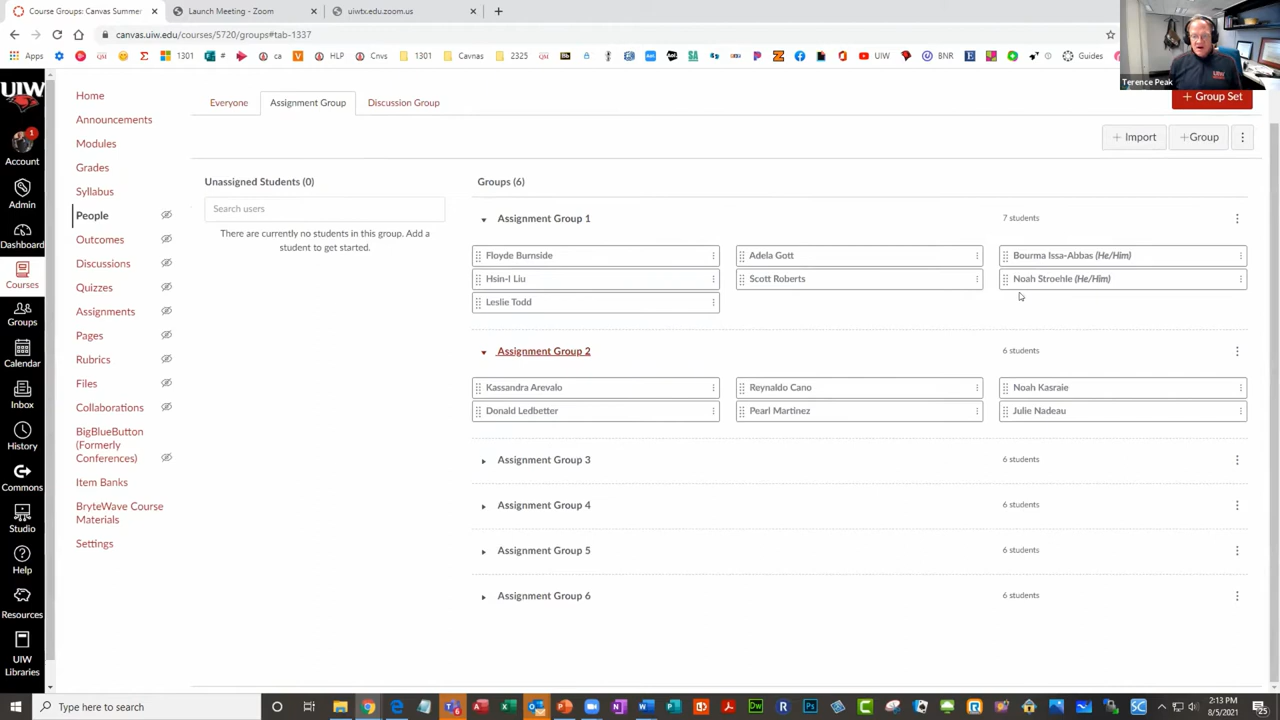 Course Groups: Canvas Summer
Launch Meeting - Zoom
uiwtx.edu.zoom.us
canvas.uiw.edu/courses/5720/groups#tab-1337
Apps
1301
ca
HLP
Cnvs
1301
Cavnas
2325
UIW
BNR
Guides
Terence Peak
UIW
1
Account
Admin
Dashboard
Courses
Groups
Calendar
Inbox
History
Commons
Studio
Help
Resources
UIW
Libraries
Home
Announcements
Modules
Grades
Syllabus
People
Outcomes
Discussions
Quizzes
Assignments
Pages
Rubrics
Files
Collaborations
BigBlueButton
(Formerly
Conferences)
Item Banks
BryteWave Course
Materials
Settings
Everyone
Assignment Group
Discussion Group
+ Group Set
+ Import
+Group
Unassigned Students (0)
Search users
There are currently no students in this group. Add a
student to get started.
Groups (6)
Assignment Group 1
7 students
Floyde Burnside
Adela Gott
Bourma Issa-Abbas (He/Him)
Hsin-I Liu
Scott Roberts
Noah Stroehle (He/Him)
Leslie Todd
Assignment Group 2
6 students
Kassandra Arevalo
Reynaldo Cano
Noah Kasraie
Donald Ledbetter
Pearl Martinez
Julie Nadeau
Assignment Group 3
6 students
Assignment Group 4
6 students
Assignment Group 5
6 students
Assignment Group 6
6 students
Type here to search
2:13 PM
8/5/2021
25